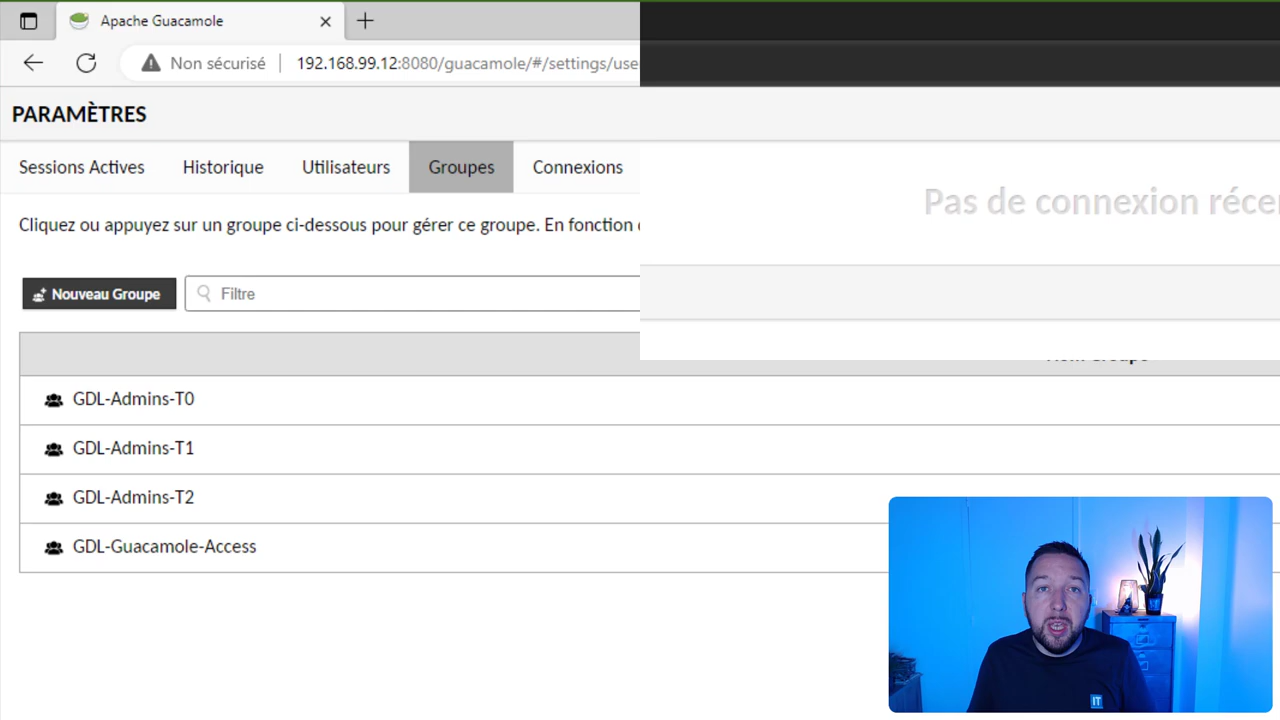 Apache Guacamole
Non sécurisé
192.168.99.12:8080/guacamole/#/settings/use
PARAMÈTRES
Sessions Actives
Historique
Utilisateurs
Groupes
Connexions
Pas de connexion récen
Cliquez ou appuyez sur un groupe ci-dessous pour gérer ce groupe. En fonction
Nouveau Groupe
Filtre
GDL-Admins-T0
GDL-Admins-T1
GDL-Admins-T2
GDL-Guacamole-Access
IT